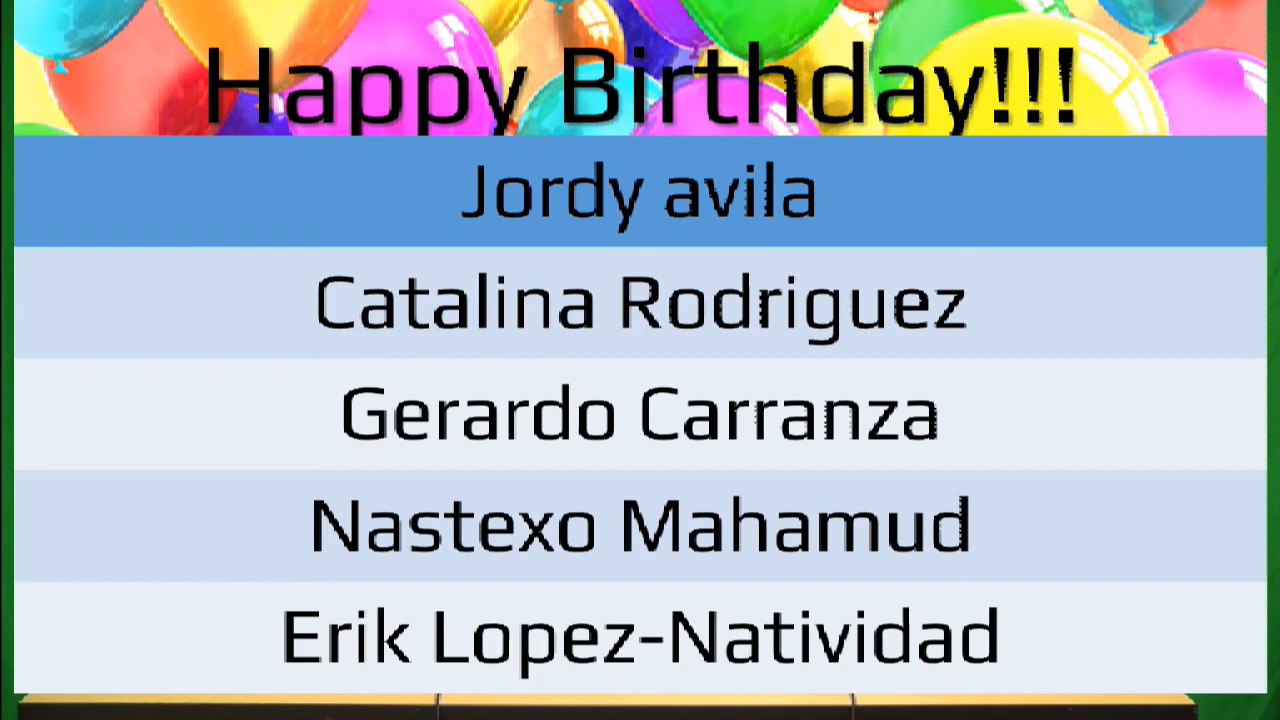 Happy Birthday!!!
Jordy avila
Catalina Rodriguez
Gerardo Carranza
Nastexo Mahamud
Erik Lopez-Natividad